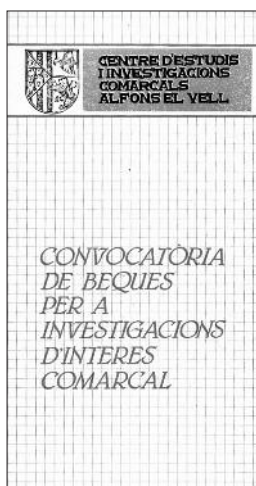 CENTRE D'ESTUDIS
I INVESTIGACIONS
COMARCALS
ALFONS EL VELL
CONVOCATÒRIA
DE BEQUES
PER A
INVESTIGACIONS
D'INTERES
COMARCAL